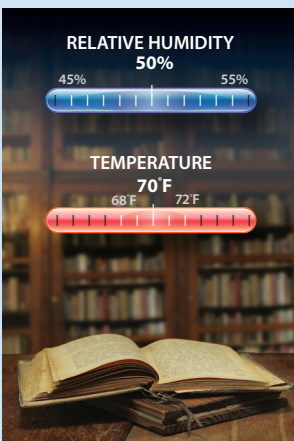 RELATIVE HUMIDITY
50%
45% 55%
TEMPERATURE
70°F
68°F 72°F